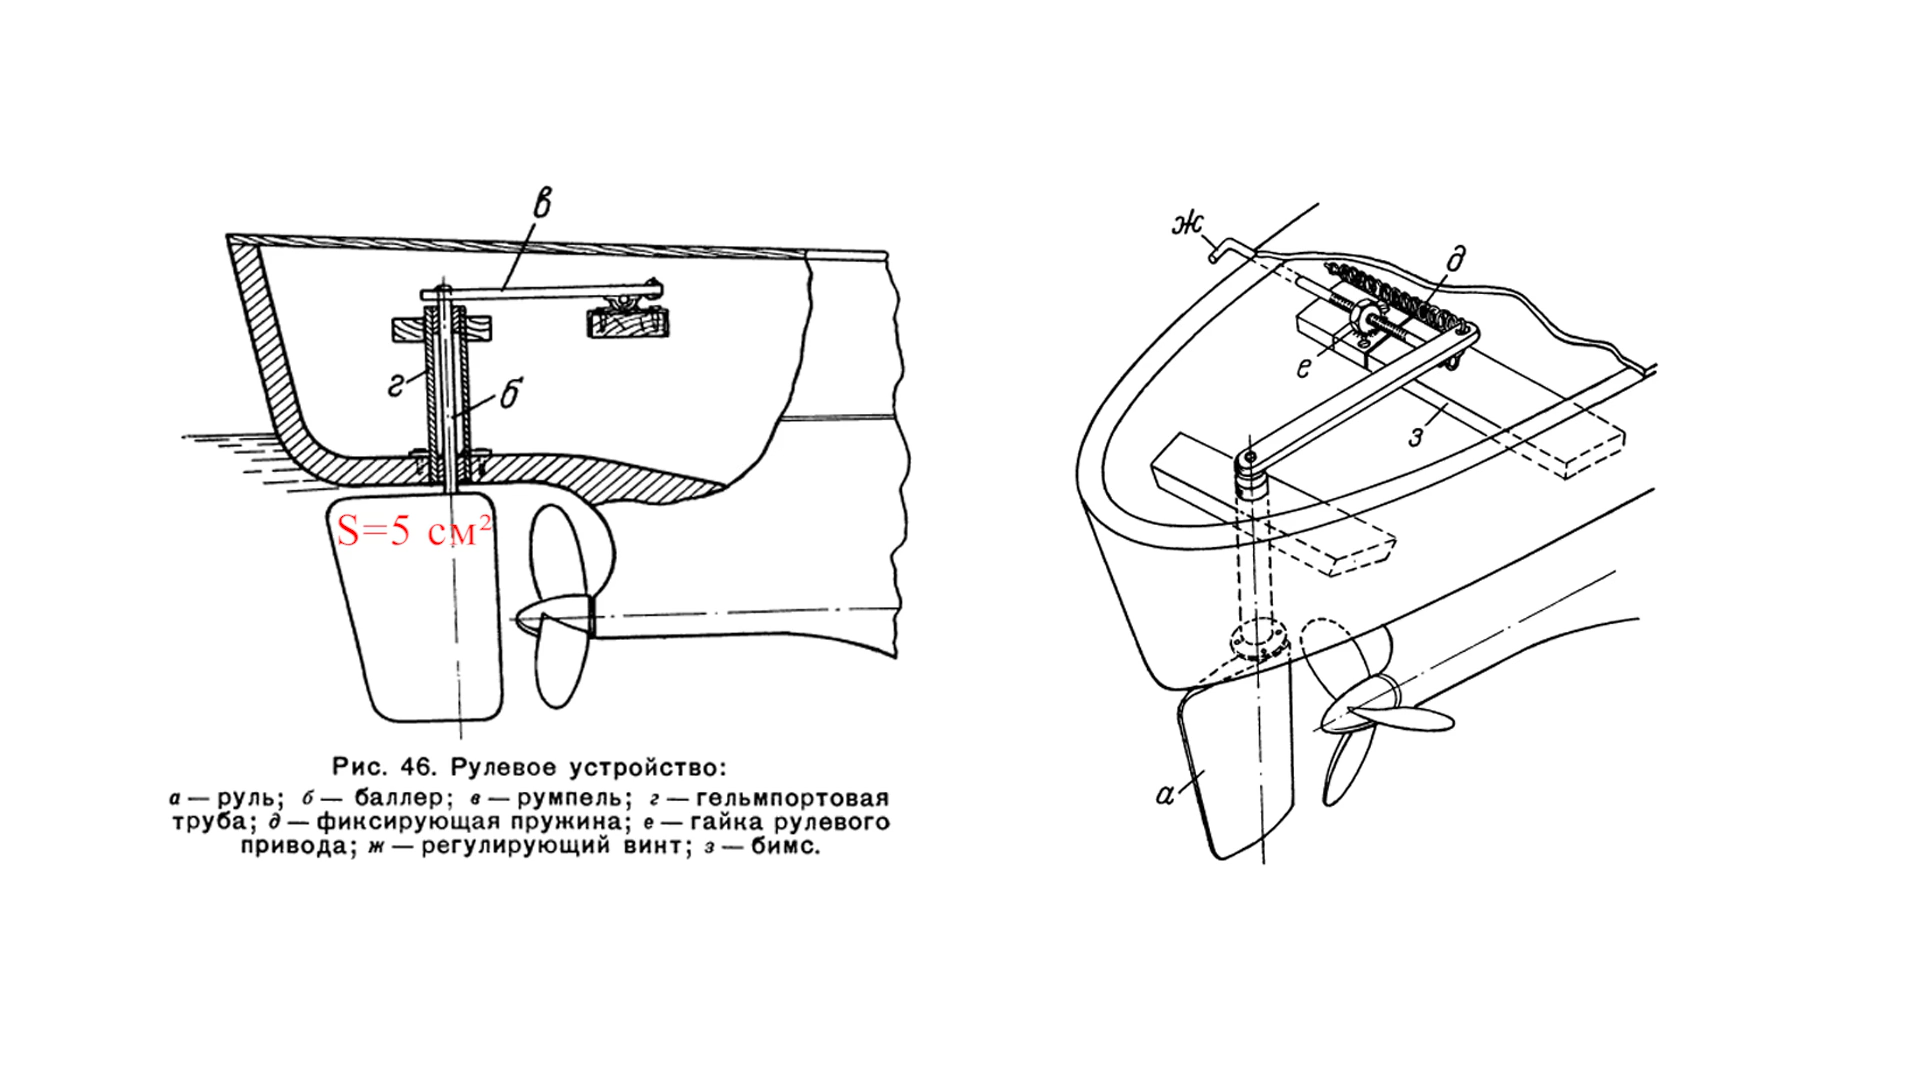 в
г
б
S=5 см²
Рис. 46. Рулевое устройство:
а — руль; б — баллер; в — румпель; г — гельмпортовая
труба; д — фиксирующая пружина; е — гайка рулевого
привода; ж — регулирующий винт; з — бимс.
ж
д
е
з
а